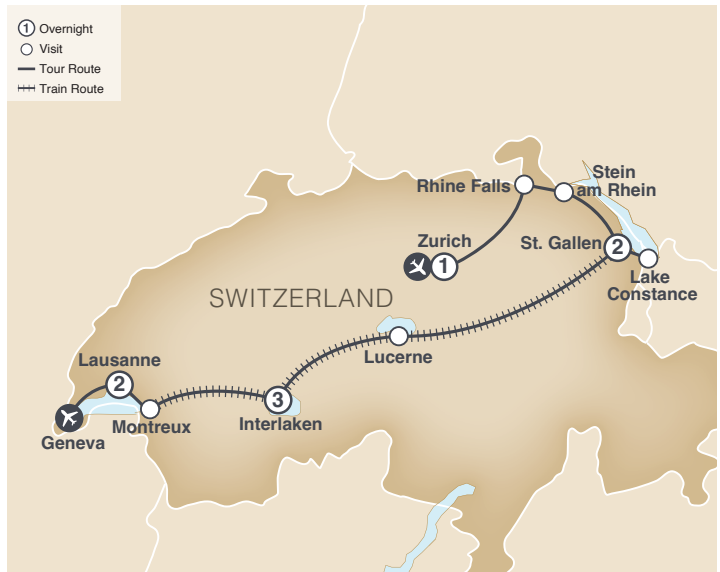 1 Overnight
Visit
Tour Route
Train Route
Stein
am Rhein
Rhine Falls
Zurich
1
St. Gallen
2
Lake
Constance
SWITZERLAND
Lucerne
Lausanne
2
3
Geneva
Montreux
Interlaken